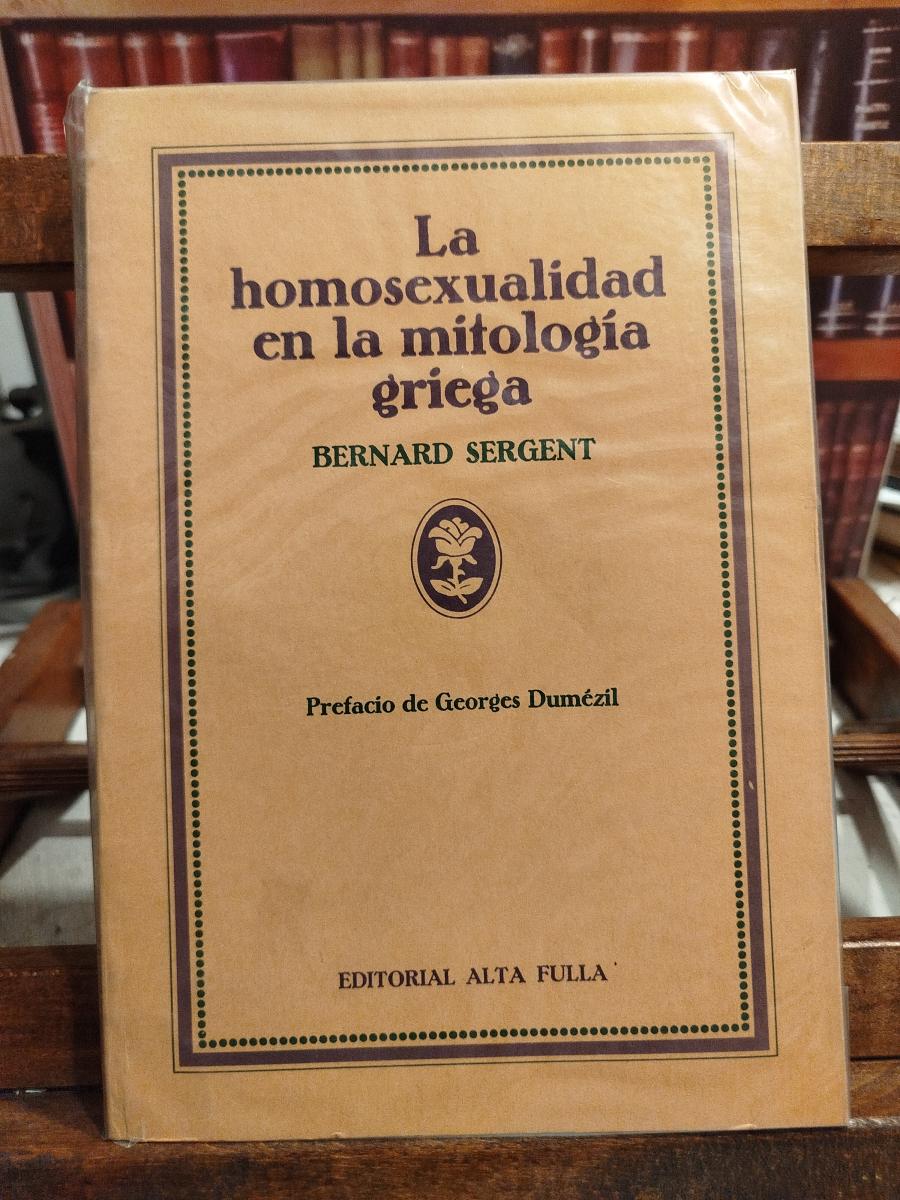 La
homosexualidad
en la mitología
griega
BERNARD SERGENT
Prefacio de Georges Dumézil
EDITORIAL ALTA FULLA